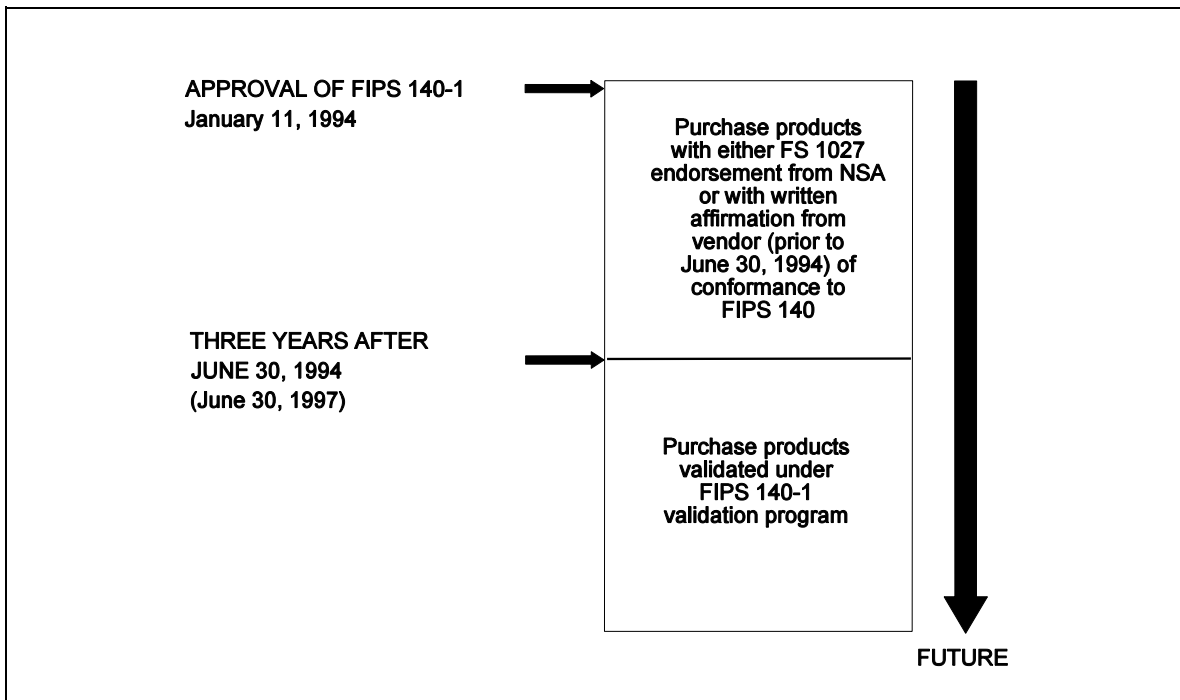 APPROVAL OF FIPS 140-1
January 11, 1994
Purchase products
with either FS 1027
endorsement from NSA
or with written
affirmation from
vendor (prior to
June 30, 1994) of
conformance to
FIPS 140
THREE YEARS AFTER
JUNE 30, 1994
(June 30, 1997)
Purchase products
validated under
FIPS 140-1
validation program
FUTURE